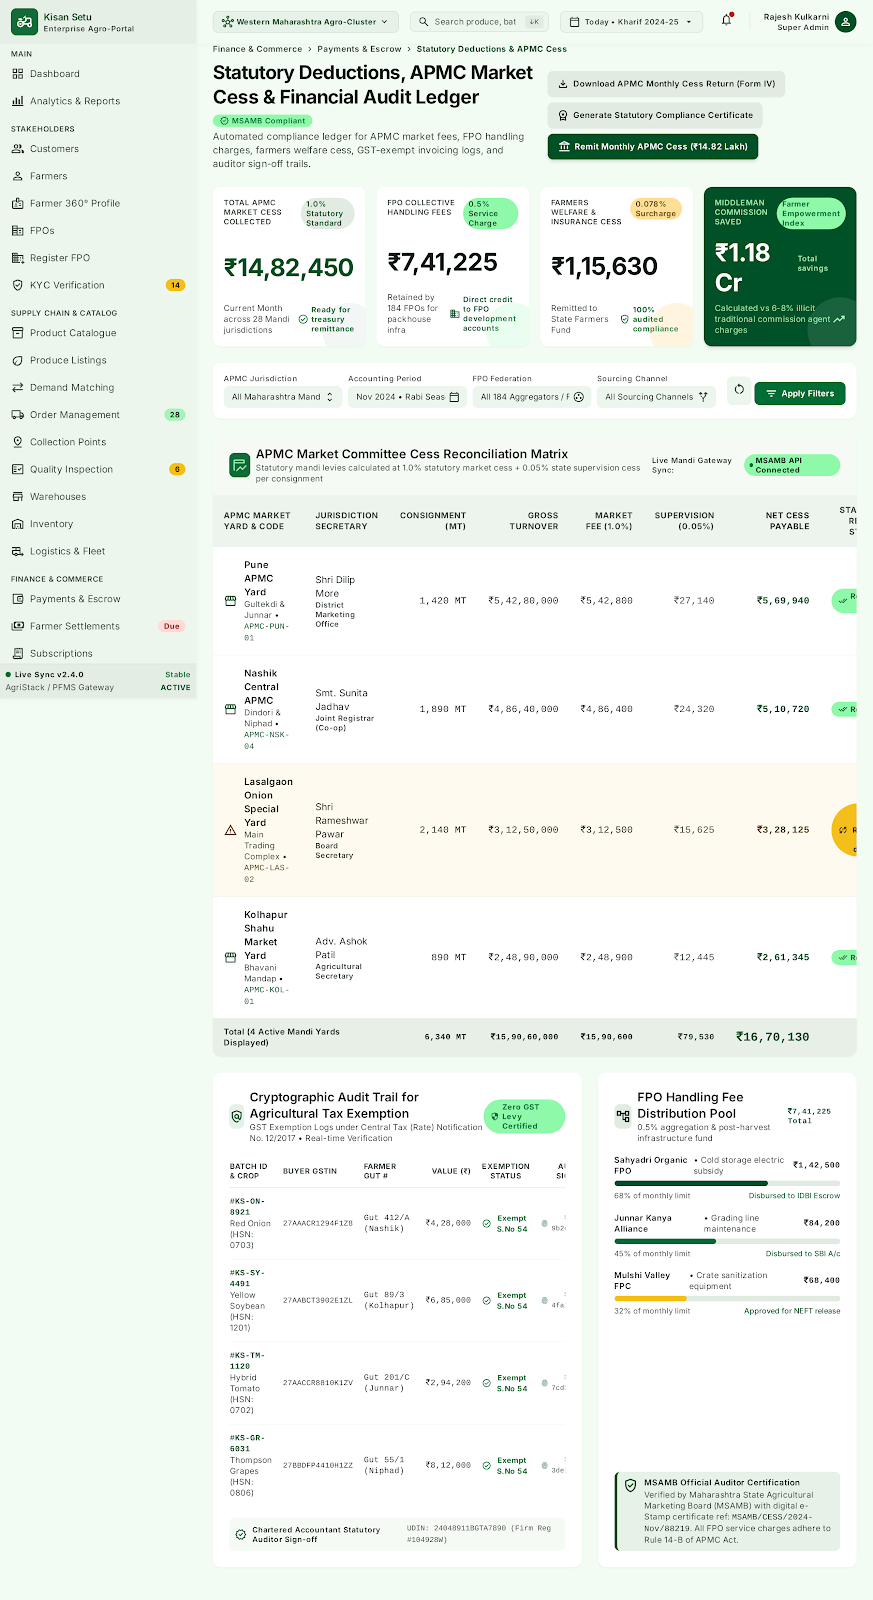 Kisan Setu
Enterprise Agro-Portal
MAIN
Dashboard
Analytics & Reports
STAKEHOLDERS
Customers
Farmers
Farmer 360° Profile
FPOs
Register FPO
KYC Verification 14
SUPPLY CHAIN & CATALOG
Product Catalogue
Produce Listings
Demand Matching
Order Management 28
Collection Points
Quality Inspection 6
Warehouses
Inventory
Logistics & Fleet
FINANCE & COMMERCE
Payments & Escrow
Farmer Settlements Due
Subscriptions
Live Sync v2.4.0 Stable
AgriStack / PFMS Gateway ACTIVE
Western Maharashtra Agro-Cluster
Search produce, bat
↓K
Today • Kharif 2024-25
Rajesh Kulkarni
Super Admin
Finance & Commerce › Payments & Escrow › Statutory Deductions & APMC Cess
Statutory Deductions, APMC Market
Cess & Financial Audit Ledger
MSAMB Compliant
Automated compliance ledger for APMC market fees, FPO handling
charges, farmers welfare cess, GST-exempt invoicing logs, and
auditor sign-off trails.
Download APMC Monthly Cess Return (Form IV)
Generate Statutory Compliance Certificate
Remit Monthly APMC Cess (₹14.82 Lakh)
TOTAL APMC
MARKET CESS
COLLECTED
1.0%
Statutory
Standard
₹14,82,450
Current Month
across 28 Mandi
jurisdictions
Ready for
treasury
remittance
FPO COLLECTIVE
HANDLING FEES
0.5%
Service
Charge
₹7,41,225
Retained by
184 FPOs for
packhouse
infra
Direct credit
to FPO
development
accounts
FARMERS
WELFARE &
INSURANCE CESS
0.078%
Surcharge
₹1,15,630
Remitted to
State Farmers
Fund
100%
audited
compliance
MIDDLEMAN
COMMISSION
SAVED
Farmer
Empowerment
Index
₹1.18
Cr
Total
savings
Calculated vs 6-8% illicit
traditional commission agent
charges
APMC Jurisdiction
All Maharashtra Mand
Accounting Period
Nov 2024 • Rabi Seas
FPO Federation
All 184 Aggregators / F
Sourcing Channel
All Sourcing Channels
Apply Filters
APMC Market Committee Cess Reconciliation Matrix
Statutory mandi levies calculated at 1.0% statutory market cess + 0.05% state supervision cess
per consignment
Live Mandi Gateway
Sync:
MSAMB API
Connected
APMC MARKET
YARD & CODE
JURISDICTION
SECRETARY
CONSIGNMENT
(MT)
GROSS
TURNOVER
MARKET
FEE (1.0%)
SUPERVISION
(0.05%)
NET CESS
PAYABLE
STA
RE
ST
Pune
APMC
Yard
Gultekdi &
Junnar •
APMC-PUN-
01
Shri Dilip
More
District
Marketing
Office
1,420 MT ₹5,42,80,000 ₹5,42,800 ₹27,140 ₹5,69,940
Nashik
Central
APMC
Dindori &
Niphad •
APMC-NSK-
04
Smt. Sunita
Jadhav
Joint Registrar
(Co-op)
1,890 MT ₹4,86,40,000 ₹4,86,400 ₹24,320 ₹5,10,720
Lasalgaon
Onion
Special
Yard
Main
Trading
Complex •
APMC-LAS-
02
Shri
Rameshwar
Pawar
Board
Secretary
2,140 MT ₹3,12,50,000 ₹3,12,500 ₹15,625 ₹3,28,125
Kolhapur
Shahu
Market
Yard
Bhavani
Mandap •
APMC-KOL-
01
Adv. Ashok
Patil
Agricultural
Secretary
890 MT ₹2,48,90,000 ₹2,48,900 ₹12,445 ₹2,61,345
Total (4 Active Mandi Yards
Displayed)
6,340 MT ₹15,90,60,000 ₹15,90,600 ₹79,530 ₹16,70,130
Cryptographic Audit Trail for
Agricultural Tax Exemption
GST Exemption Logs under Central Tax (Rate) Notification
No. 12/2017 • Real-time Verification
Zero GST
Levy
Certified
BATCH ID
& CROP
BUYER GSTIN
FARMER
GUT #
VALUE (₹)
EXEMPTION
STATUS
#KS-ON-
8921
Red Onion
(HSN:
0703)
27AAACR1294F1Z8
Gut 412/A
(Nashik)
₹4,28,000
Exempt
S.No 54
#KS-SY-
4491
Yellow
Soybean
(HSN:
1201)
27AABCT3902E1ZL
Gut 89/3
(Kolhapur)
₹6,85,000
Exempt
S.No 54
#KS-TM-
1120
Hybrid
Tomato
(HSN:
0702)
27AACCR8810K1ZV
Gut 201/C
(Junnar)
₹2,94,200
Exempt
S.No 54
#KS-GR-
6031
Thompson
Grapes
(HSN:
0806)
27BBDFP4410H1ZZ
Gut 55/1
(Niphad)
₹8,12,000
Exempt
S.No 54
Chartered Accountant Statutory
Auditor Sign-off
UDIN: 24048911BGTA7890 (Firm Reg
#104928W)
FPO Handling Fee
Distribution Pool
0.5% aggregation & post-harvest
infrastructure fund
₹7,41,225
Total
Sahyadri Organic
FPO
• Cold storage electric
subsidy
₹1,42,500
68% of monthly limit Disbursed to IDBI Escrow
Junnar Kanya
Alliance
• Grading line
maintenance
₹84,200
45% of monthly limit Disbursed to SBI A/c
Mulshi Valley
FPC
• Crate sanitization
equipment
₹68,400
32% of monthly limit Approved for NEFT release
MSAMB Official Auditor Certification
Verified by Maharashtra State Agricultural
Marketing Board (MSAMB) with digital e-
Stamp certificate ref: MSAMB/CESS/2024-
Nov/88219. All FPO service charges adhere to
Rule 14-B of APMC Act.